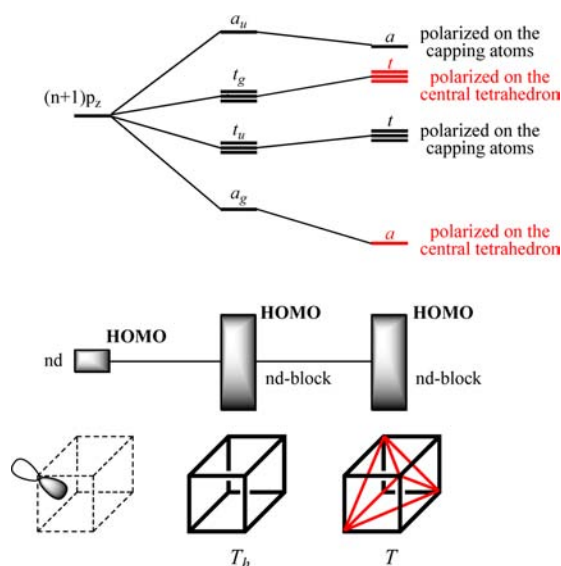 a_u
a
polarized on the
capping atoms
t_g
t
polarized on the
central tetrahedron
(n+1)p_z
t_u
t
polarized on the
capping atoms
a_g
a
polarized on the
central tetrahedron
HOMO
HOMO
HOMO
nd
nd-block
nd-block
T_h
T